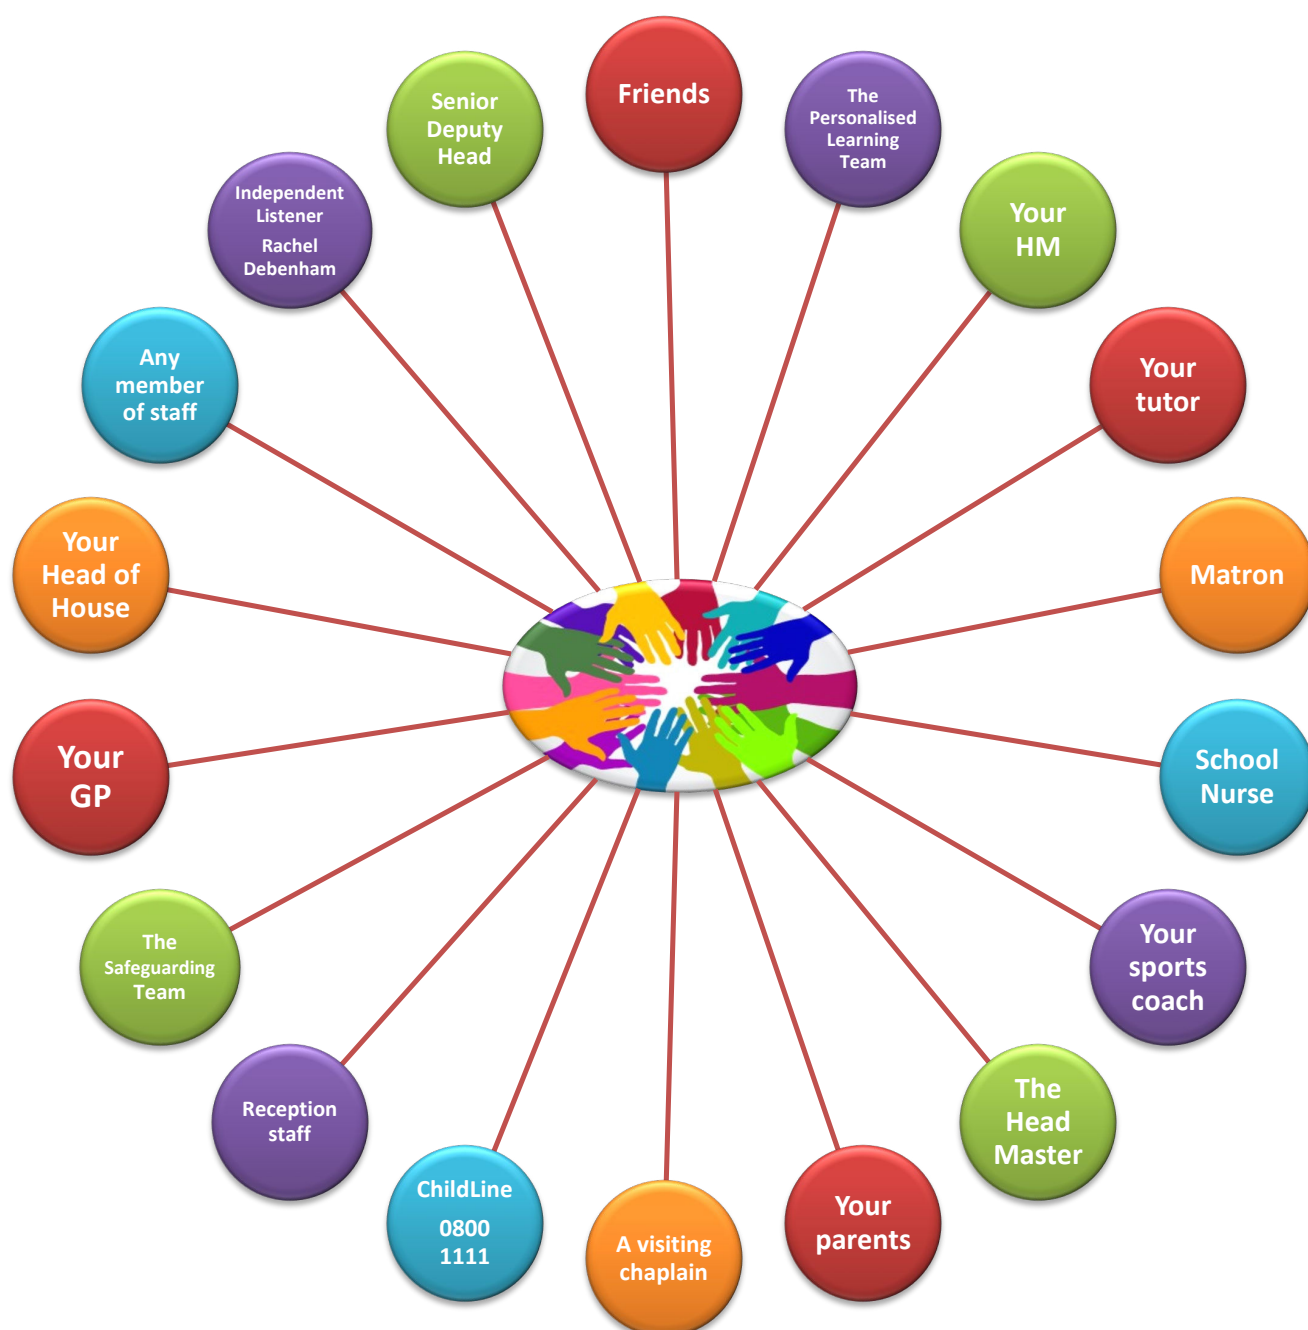 Friends
The
Personalised
Learning
Team
Your
HM
Your
tutor
Matron
School
Nurse
Your
sports
coach
The
Head
Master
Your
parents
A visiting
chaplain
ChildLine
0800
1111
Reception
staff
The
Safeguarding
Team
Your
GP
Your
Head of
House
Any
member
of staff
Independent
Listener
Rachel
Debenham
Senior
Deputy
Head